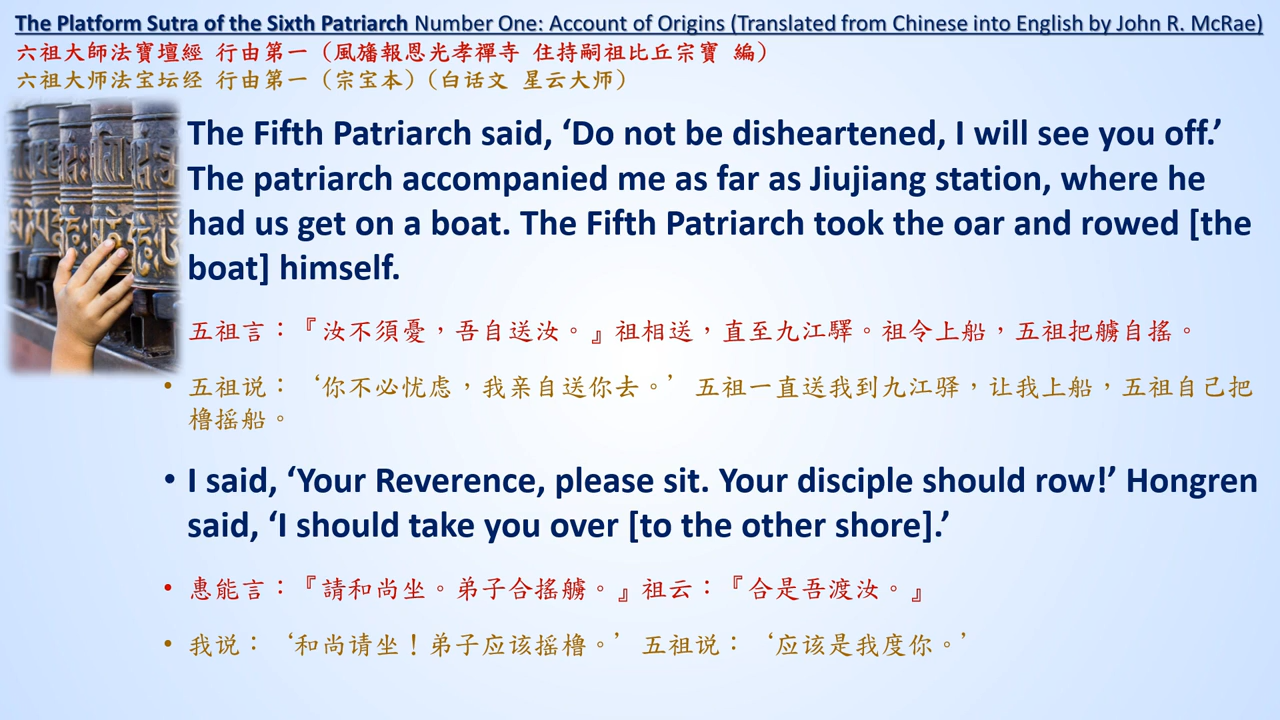 The Platform Sutra of the Sixth Patriarch Number One: Account of Origins (Translated from Chinese into English by John R. McRae)
六祖大師法寶壇經 行由第一（風旛報恩光孝禪寺 住持嗣祖比丘宗寶 編）
六祖大师法宝坛经 行由第一（宗宝本）（白话文 星云大师）
The Fifth Patriarch said, ‘Do not be disheartened, I will see you off.’
The patriarch accompanied me as far as Jiujiang station, where he
had us get on a boat. The Fifth Patriarch took the oar and rowed [the
boat] himself.
五祖言：『汝不須憂，吾自送汝。』祖相送，直至九江驛。祖令上船，五祖把艣自搖。
• 五祖说：‘你不必忧虑，我亲自送你去。’五祖一直送我到九江驿，让我上船，五祖自己把
橹摇船。
• I said, ‘Your Reverence, please sit. Your disciple should row!’ Hongren
said, ‘I should take you over [to the other shore].’
• 惠能言：『請和尚坐。弟子合搖艣。』祖云：『合是吾渡汝。』
• 我说：‘和尚请坐！弟子应该摇橹。’五祖说：‘应该是我度你。’